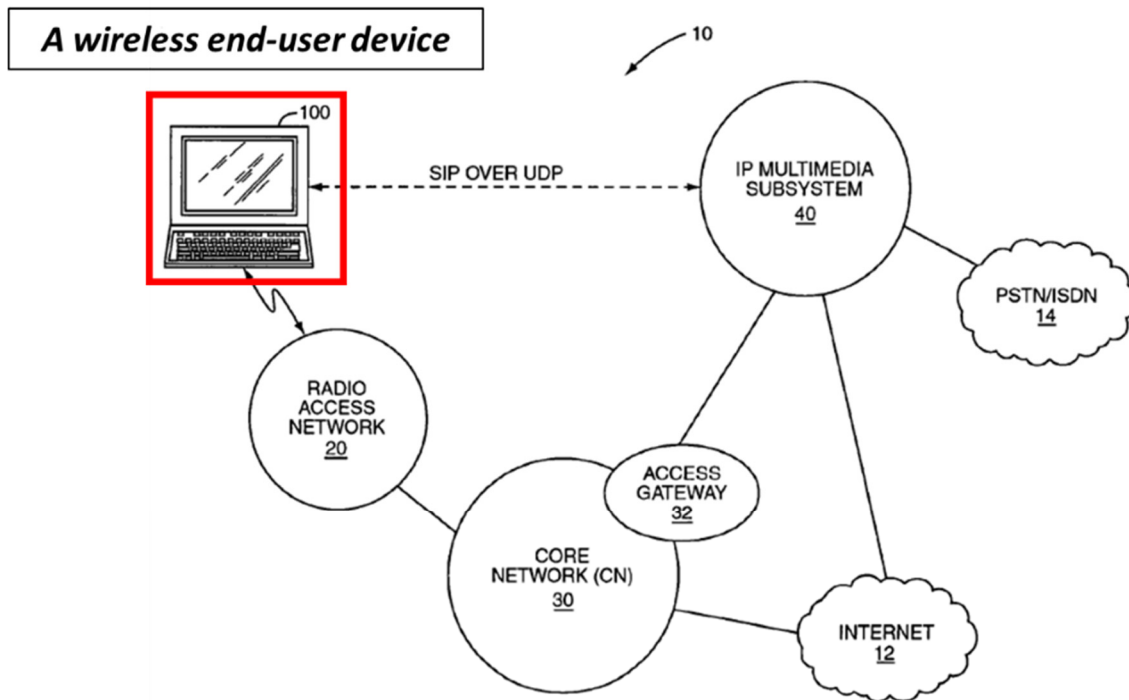 A wireless end-user device
10
100
SIP OVER UDP
IP MULTIMEDIA
SUBSYSTEM
40
PSTN/ISDN
14
RADIO
ACCESS
NETWORK
20
ACCESS
GATEWAY
32
CORE
NETWORK (CN)
30
INTERNET
12